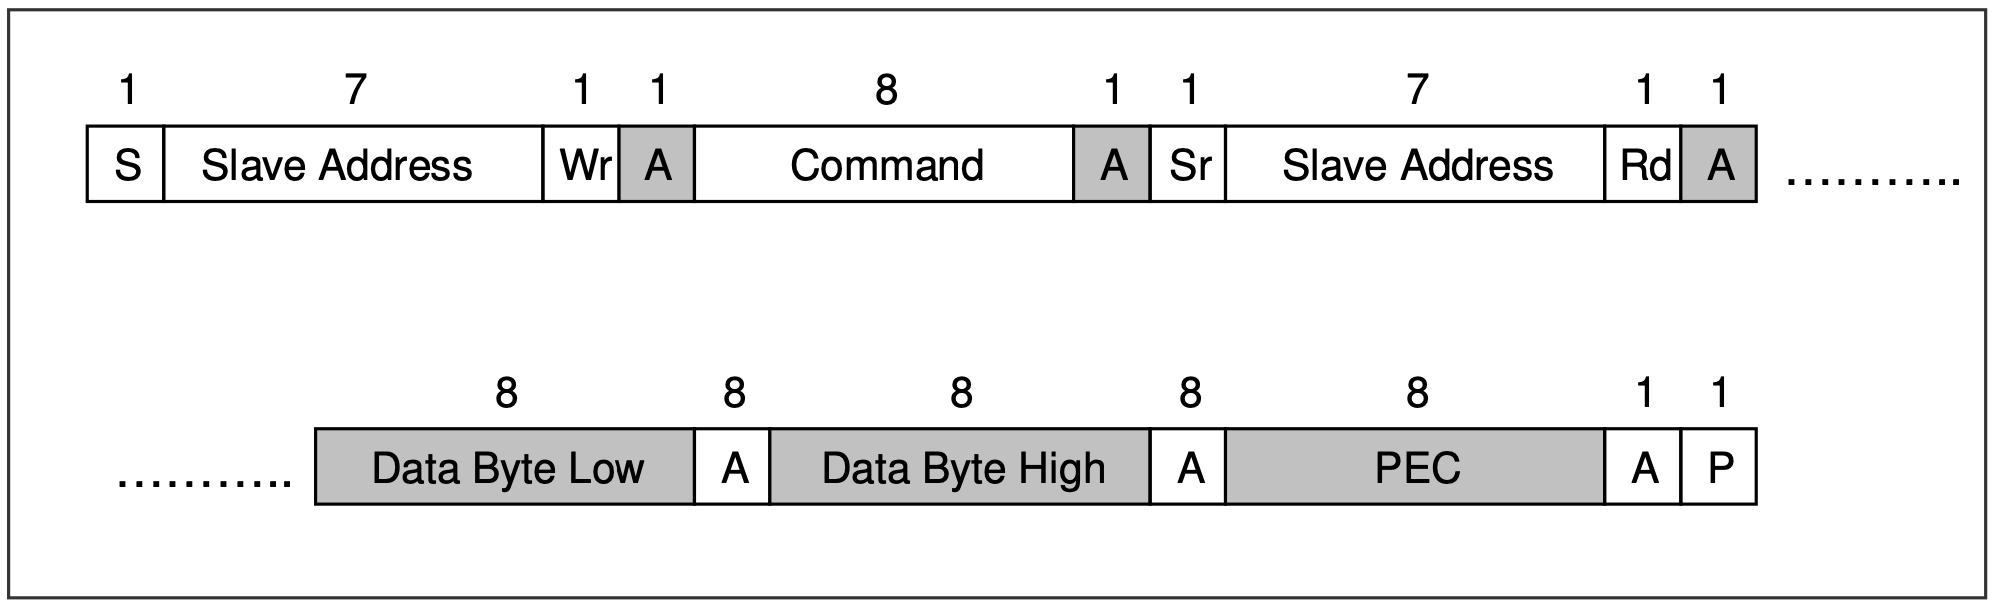 1 7 1 1 8 1 1 7 1 1
S Slave Address Wr A Command A Sr Slave Address Rd A ...........
8 8 8 8 8 1 1
........... Data Byte Low A Data Byte High A PEC A P